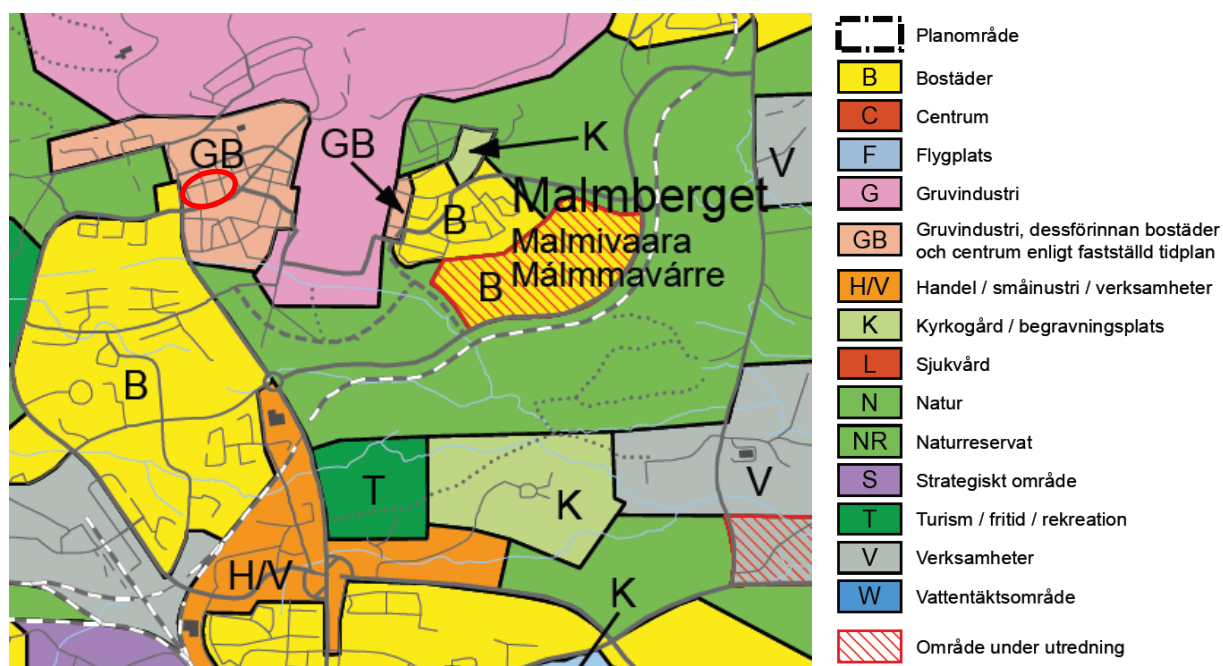 V
GB
GB
K
Malmberget
Malmivaara
Málmmavárre
B
B
B
T
K
V
H/V
K
Planområde
B Bostäder
C Centrum
F Flygplats
G Gruvindustri
GB Gruvindustri, dessförinnan bostäder
och centrum enligt fastställd tidplan
H/V Handel / småinustri / verksamheter
K Kyrkogård / begravningsplats
L Sjukvård
N Natur
NR Naturreservat
S Strategiskt område
T Turism / fritid / rekreation
V Verksamheter
W Vattentäktsområde
Område under utredning